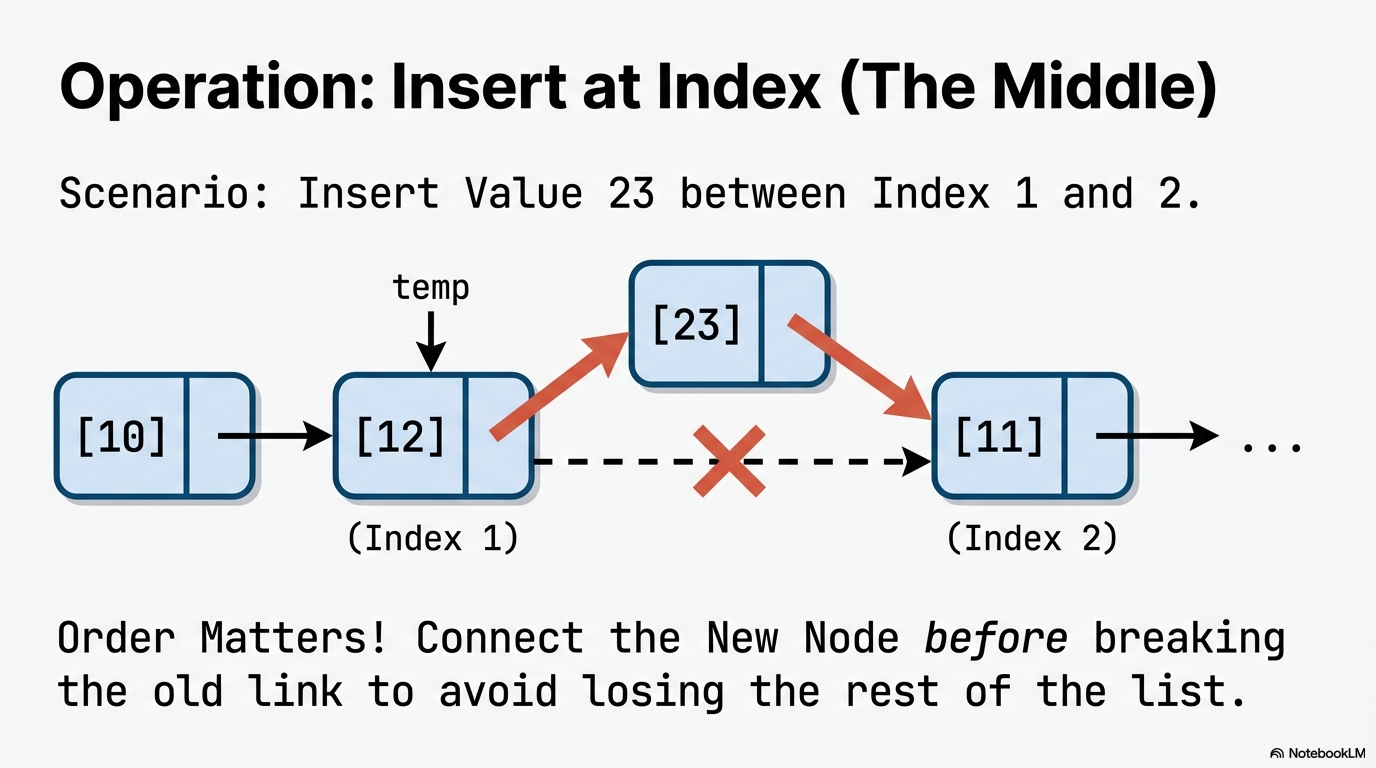 Operation: Insert at Index (The Middle)
Scenario: Insert Value 23 between Index 1 and 2.
temp
[23]
[10]
[12]
[11]
...
(Index 1)
(Index 2)
Order Matters! Connect the New Node before breaking
the old link to avoid losing the rest of the list.
NotebookLM